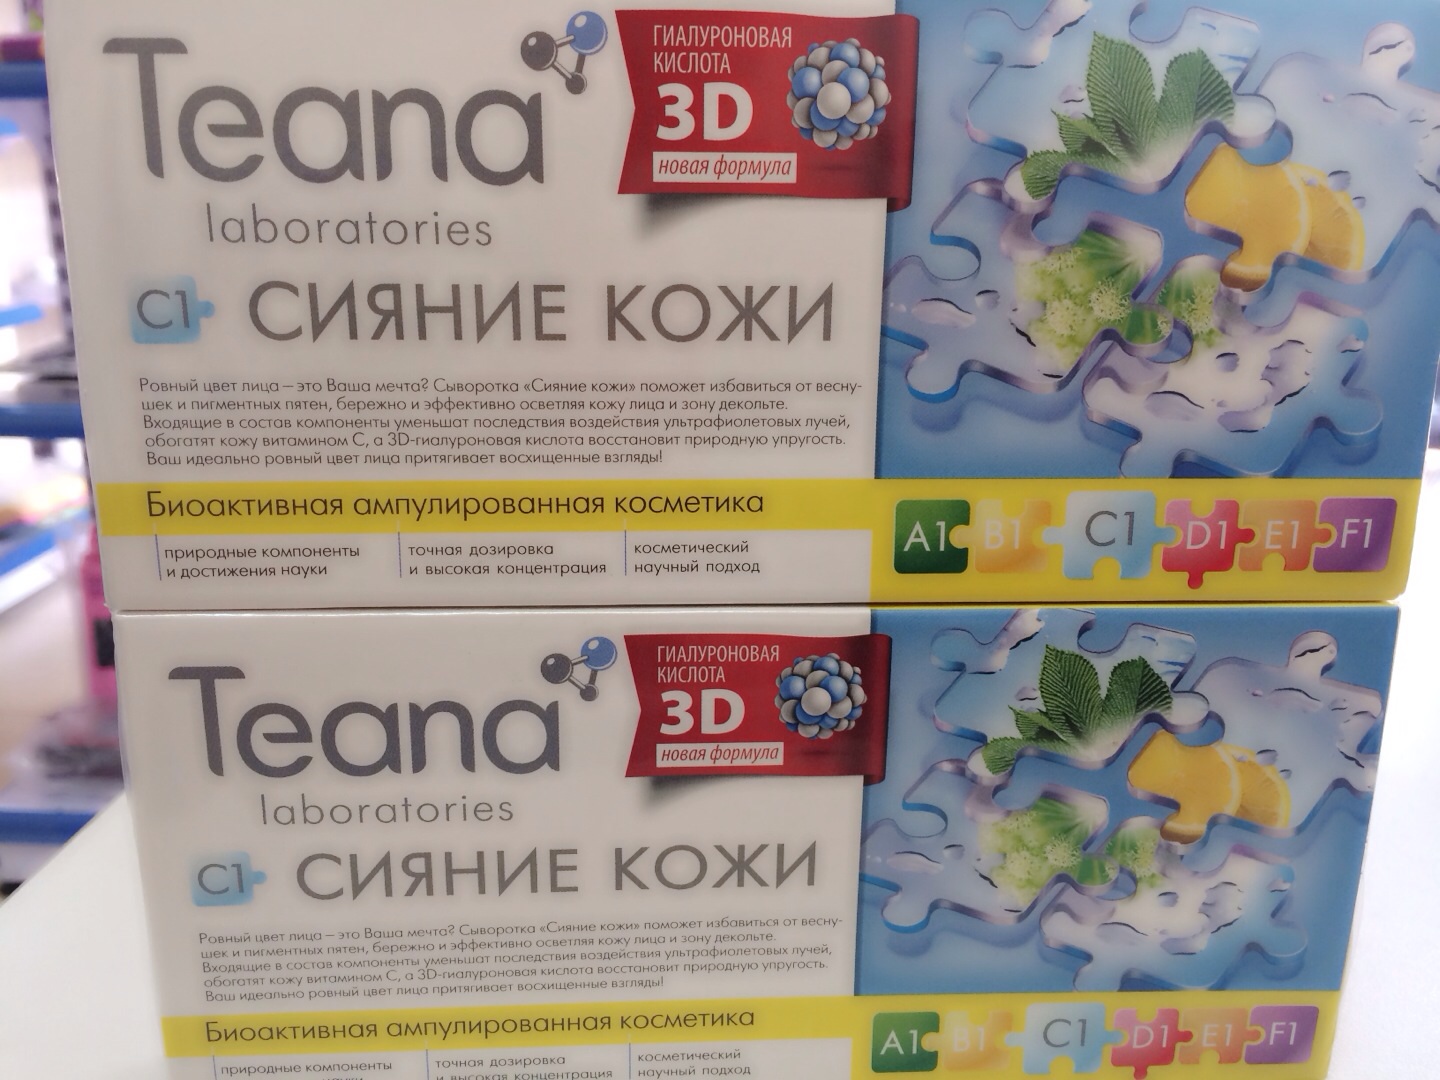 Teana
laboratories
ГИАЛУРОНОВАЯ
КИСЛОТА
3D
новая формула
C1 СИЯНИЕ КОЖИ
Ровный цвет лица – это Ваша мечта? Сыворотка «Сияние кожи» поможет избавиться от весну-
шек и пигментных пятен, бережно и эффективно осветляя кожу лица и зону декольте.
Входящие в состав компоненты уменьшат последствия воздействия ультрафиолетовых лучей,
обогатят кожу витамином С, а 3D-гиалуроновая кислота восстановит природную упругость.
Ваш идеально ровный цвет лица притягивает восхищенные взгляды!
Биоактивная ампулированная косметика
A1 B1 C1 D1 E1 F1
природные компоненты
и достижения науки
точная дозировка
и высокая концентрация
косметический
научный подход
Teana
laboratories
ГИАЛУРОНОВАЯ
КИСЛОТА
3D
новая формула
C1 СИЯНИЕ КОЖИ
Ровный цвет лица – это Ваша мечта? Сыворотка «Сияние кожи» поможет избавиться от весну-
шек и пигментных пятен, бережно и эффективно осветляя кожу лица и зону декольте.
Входящие в состав компоненты уменьшат последствия воздействия ультрафиолетовых лучей,
обогатят кожу витамином С, а 3D-гиалуроновая кислота восстановит природную упругость.
Ваш идеально ровный цвет лица притягивает восхищенные взгляды!
Биоактивная ампулированная косметика
A1 B1 C1 D1 E1 F1
природные компоненты
науки
точная дозировка
и высокая концентрация
косметический
научный подход